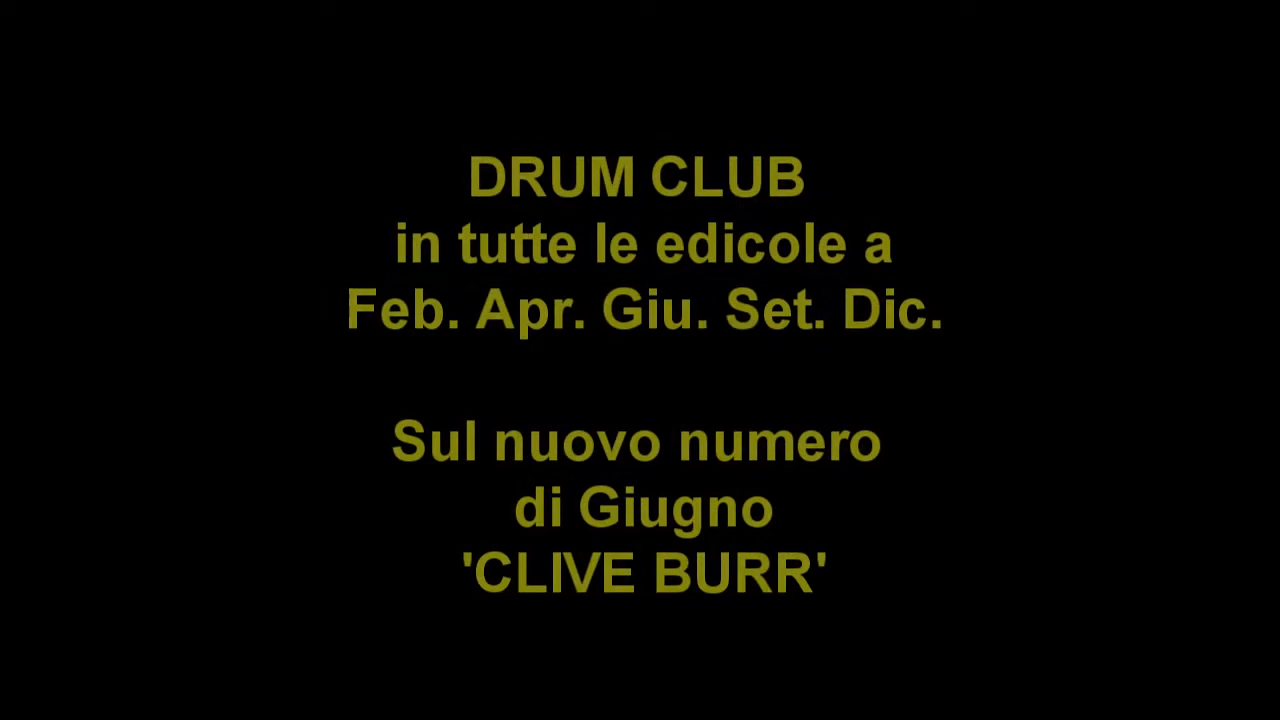 DRUM CLUB
in tutte le edicole a
Feb. Apr. Giu. Set. Dic.
Sul nuovo numero
di Giugno
'CLIVE BURR'